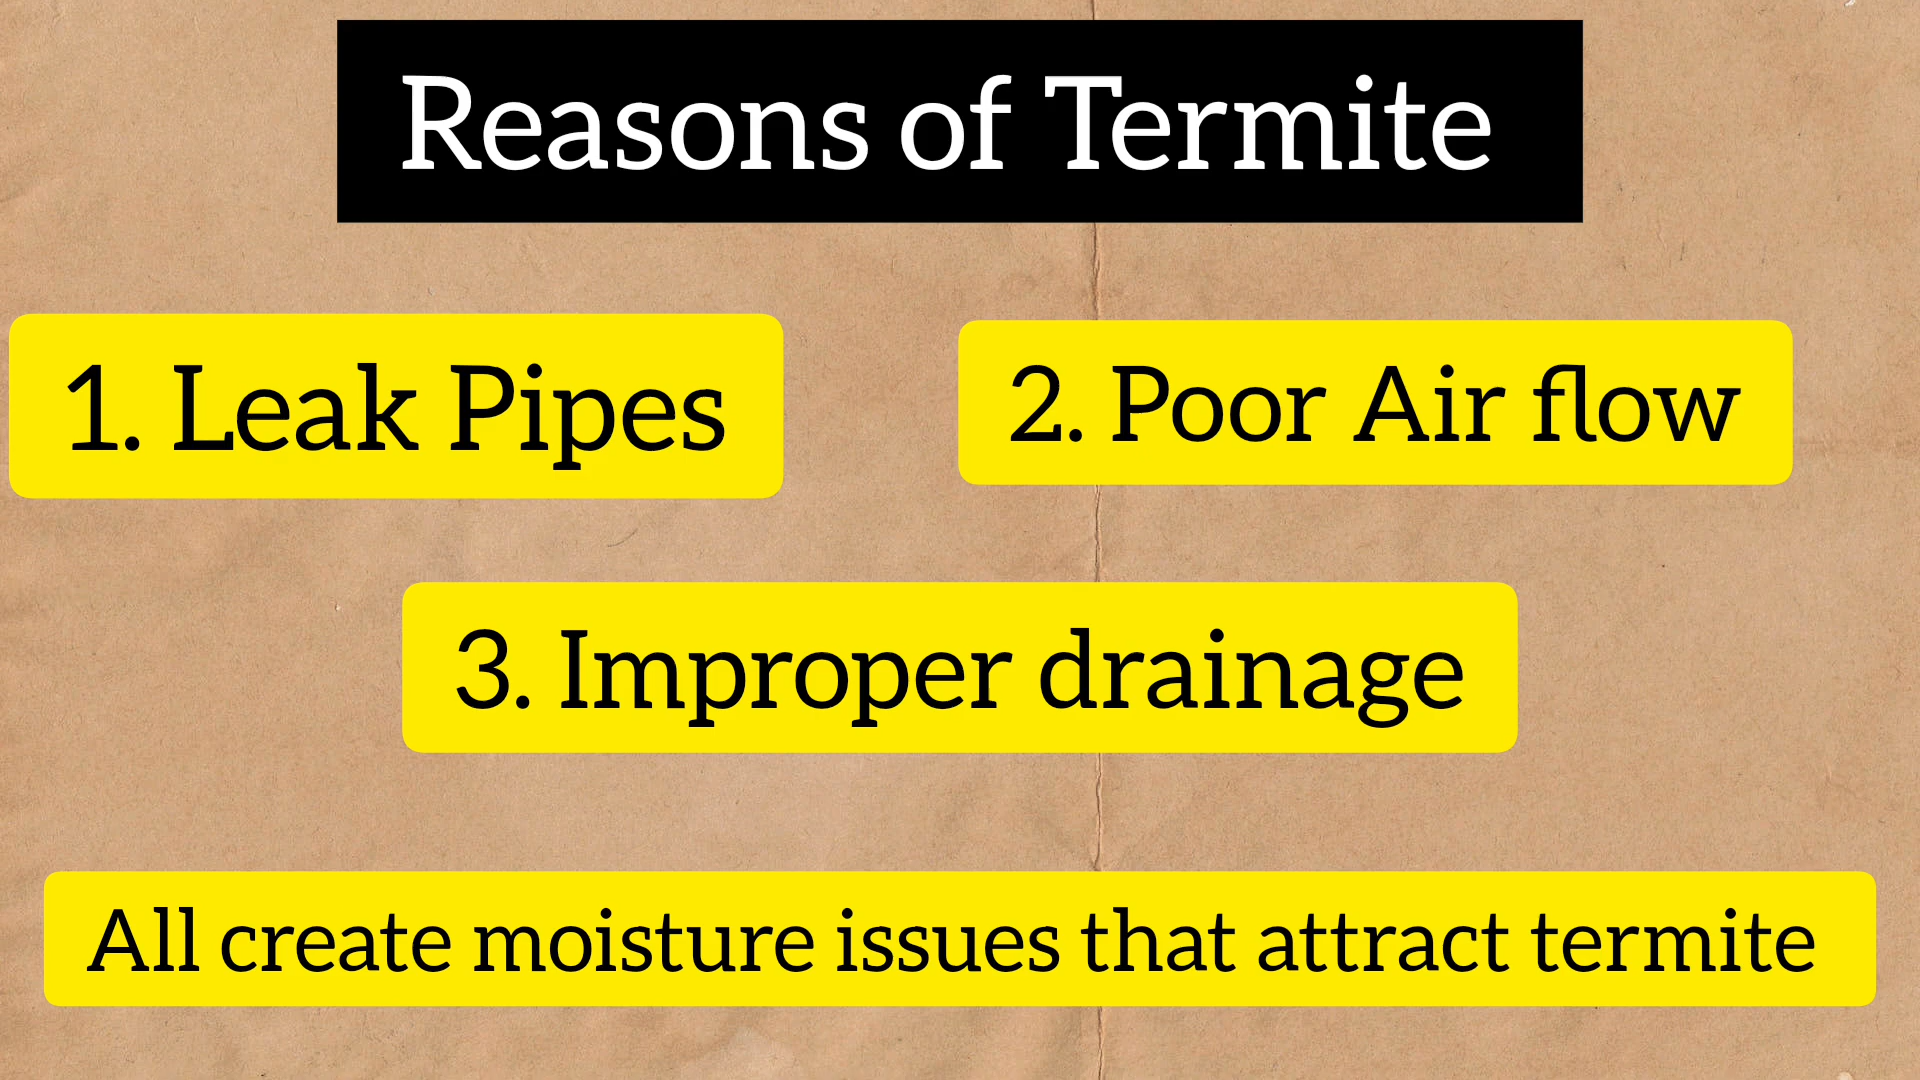 Reasons of Termite
1. Leak Pipes
2. Poor Air flow
3. Improper drainage
All create moisture issues that attract termite